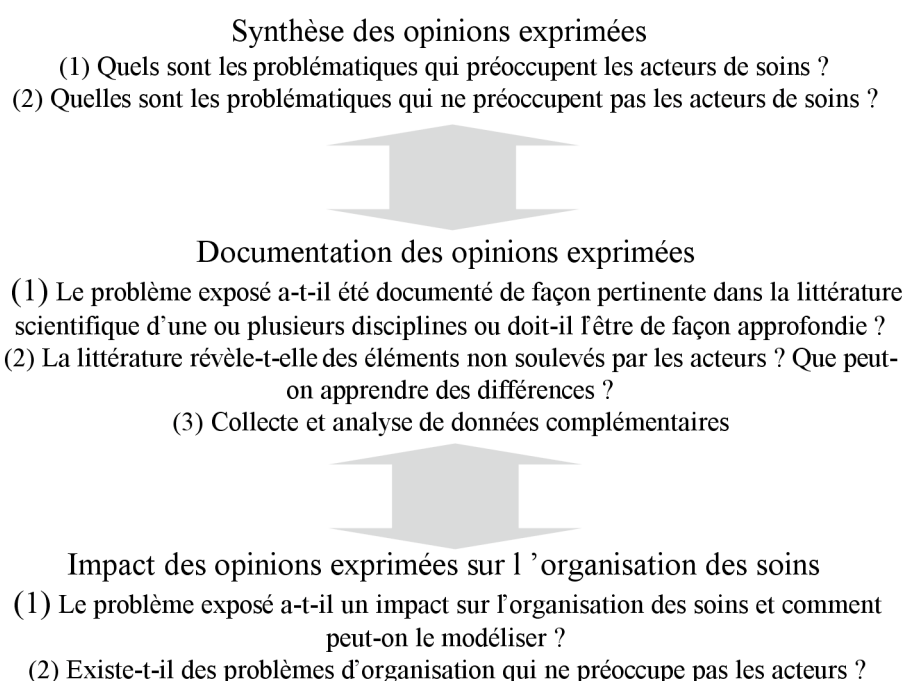 Synthèse des opinions exprimées
(1) Quels sont les problématiques qui préoccupent les acteurs de soins ?
(2) Quelles sont les problématiques qui ne préoccupent pas les acteurs de soins ?
Documentation des opinions exprimées
(1) Le problème exposé a-t-il été documenté de façon pertinente dans la littérature
scientifique d’une ou plusieurs disciplines ou doit-il l'être de façon approfondie ?
(2) La littérature révèle-t-elle des éléments non soulevés par les acteurs ? Que peut-
on apprendre des différences ?
(3) Collecte et analyse de données complémentaires
Impact des opinions exprimées sur l ’organisation des soins
(1) Le problème exposé a-t-il un impact sur l'organisation des soins et comment
peut-on le modéliser ?
(2) Existe-t-il des problèmes d’organisation qui ne préoccupe pas les acteurs ?